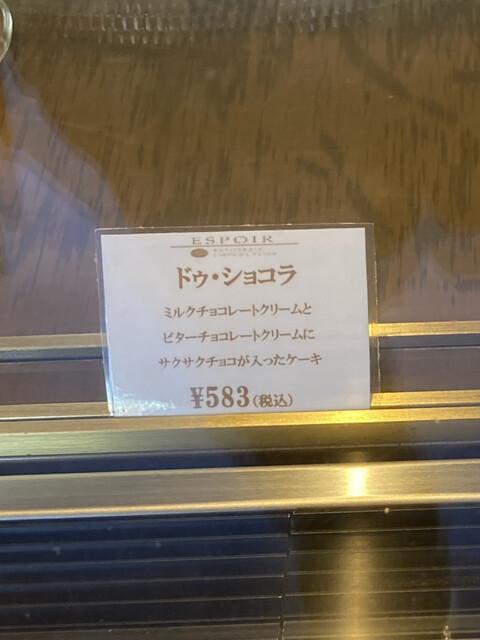 ESPOIR
ドゥ・ショコラ
ミルクチョコレートクリームと
ビターチョコレートクリームに
サクサクチョコが入ったケーキ
¥583(税込)